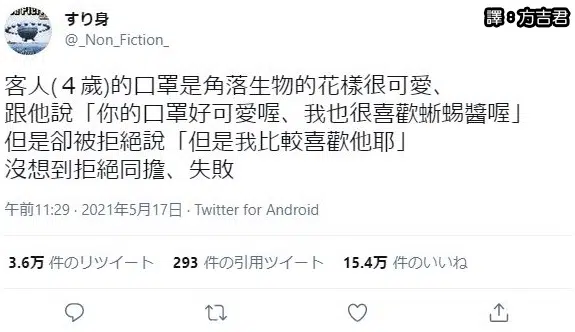 譯:方吉君
すり身
@_Non_Fiction_
客人(４歲)的口罩是角落生物的花樣很可愛、
跟他說「你的口罩好可愛喔、我也很喜歡蜥蜴醬喔」
但是卻被拒絕說「但是我比較喜歡他耶」
沒想到拒絕同擔、失敗
午前11:29 · 2021年5月17日 · Twitter for Android
3.6万 件のリツイート 293 件の引用ツイート 15.4万 件のいいね